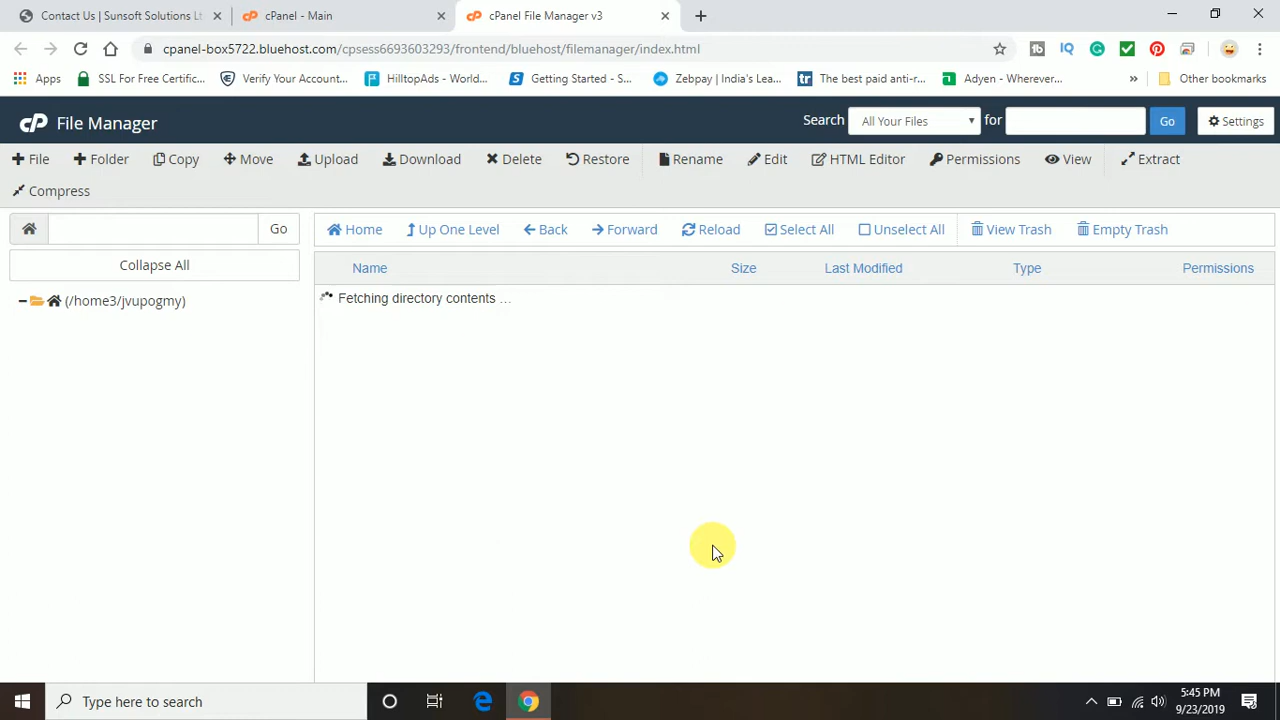 Contact Us | Sunsoft Solutions Lt
cPanel - Main
cPanel File Manager v3
cpanel-box5722.bluehost.com/cpsess6693603293/frontend/bluehost/filemanager/index.html
Apps
SSL For Free Certific...
Verify Your Account...
HilltopAds - World...
Getting Started - S...
Zebpay | India's Lea...
The best paid anti-r...
Adyen - Wherever...
»
Other bookmarks
cP File Manager
Search All Your Files for Go Settings
File Folder Copy Move Upload Download Delete Restore Rename Edit HTML Editor Permissions View Extract
Compress
Go
Home Up One Level Back Forward Reload Select All Unselect All View Trash Empty Trash
Collapse All
Name Size Last Modified Type Permissions
Fetching directory contents ...
(/home3/jvupogmy)
Type here to search
5:45 PM
9/23/2019